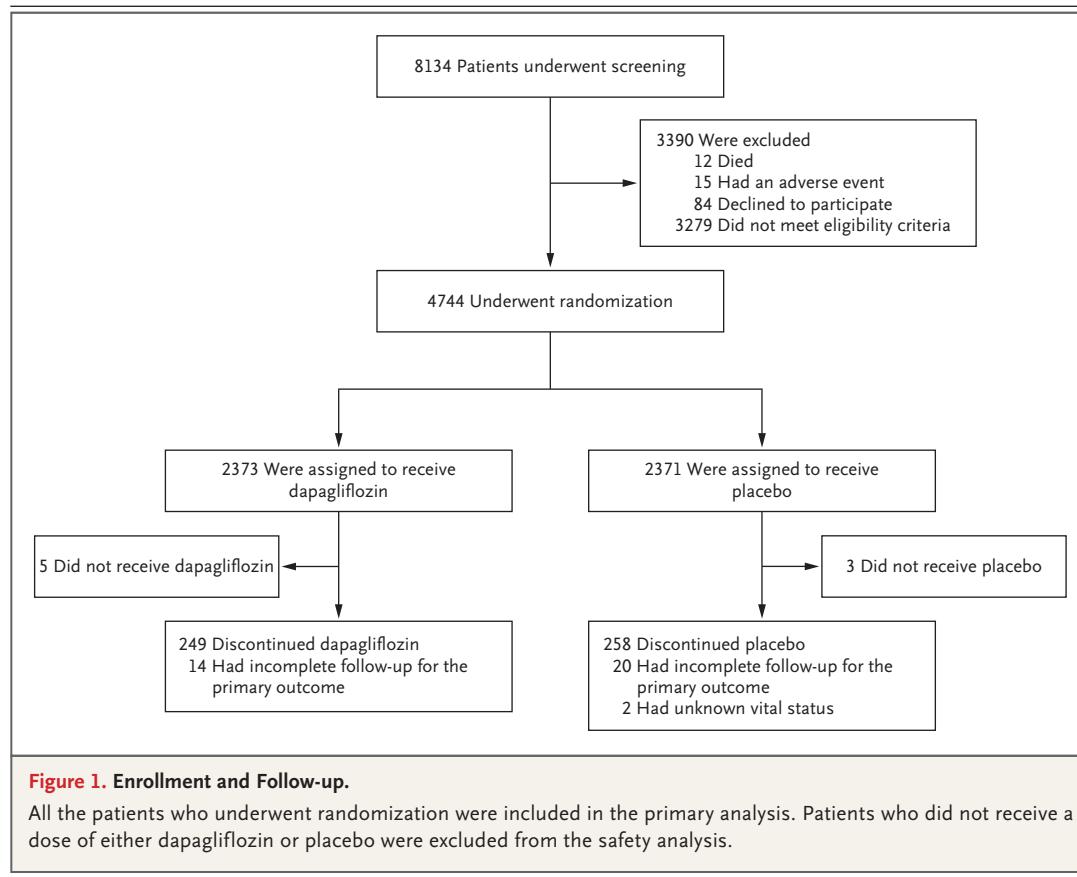 8134 Patients underwent screening
3390 Were excluded
12 Died
15 Had an adverse event
84 Declined to participate
3279 Did not meet eligibility criteria
4744 Underwent randomization
2373 Were assigned to receive
dapagliflozin
2371 Were assigned to receive
placebo
5 Did not receive dapagliflozin
3 Did not receive placebo
249 Discontinued dapagliflozin
14 Had incomplete follow-up for the
primary outcome
258 Discontinued placebo
20 Had incomplete follow-up for the
primary outcome
2 Had unknown vital status
Figure 1. Enrollment and Follow-up.
All the patients who underwent randomization were included in the primary analysis. Patients who did not receive a
dose of either dapagliflozin or placebo were excluded from the safety analysis.